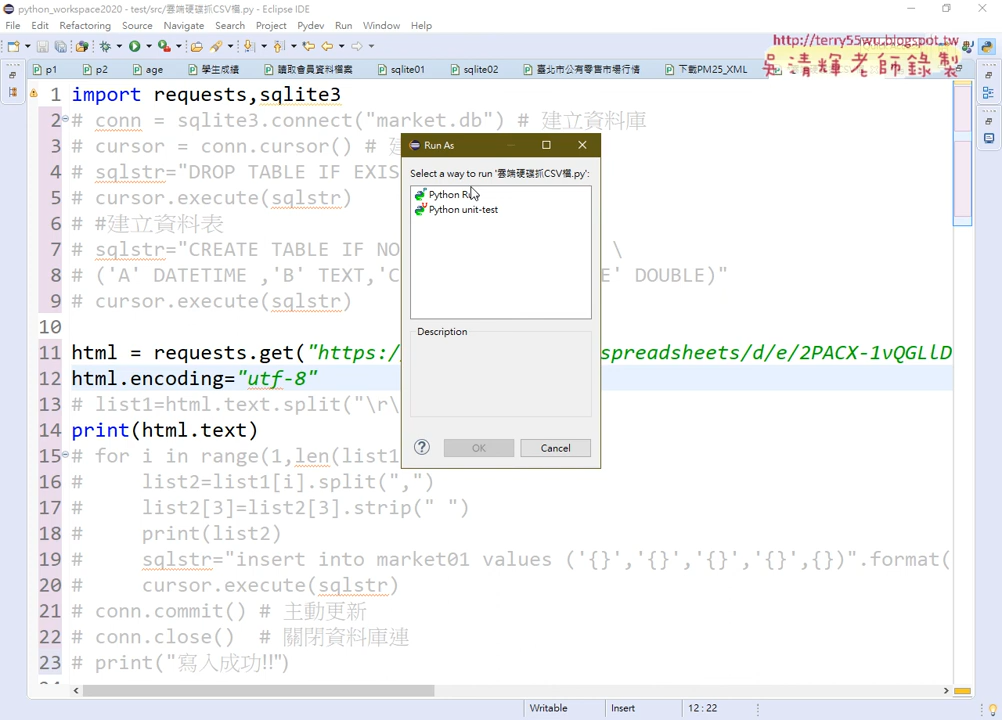 python_workspace2020 - test/src/雲端硬碟抓CSV檔.py - Eclipse IDE
File Edit Refactoring Source Navigate Search Project Pydev Run Window Help
http://terry55wu.blogspot.tw
吳清輝老師錄製
p1 p2 age 學生成績 讀取會員資料檔案 sqlite01 sqlite02 臺北市公有零售市場行情 下載PM25_XML
1 import requests,sqlite3
2 # conn = sqlite3.connect("market.db") # 建立資料庫
3 # cursor = conn.cursor() # 建
4 # sqlstr="DROP TABLE IF EXIS
5 # cursor.execute(sqlstr)
6 # #建立資料表
7 # sqlstr="CREATE TABLE IF NO \
8 # ('A' DATETIME ,'B' TEXT,'C E' DOUBLE)"
9 # cursor.execute(sqlstr)
10
11 html = requests.get("https:/ spreadsheets/d/e/2PACX-1vQGLlD
12 html.encoding="utf-8"
13 # list1=html.text.split("\r\
14 print(html.text)
15 # for i in range(1,len(list1
16 #     list2=list1[i].split(",")
17 #     list2[3]=list2[3].strip(" ")
18 #     print(list2)
19 #     sqlstr="insert into market01 values ('{}','{}','{}','{}',{})".format(
20 #     cursor.execute(sqlstr)
21 # conn.commit() # 主動更新
22 # conn.close()  # 關閉資料庫連
23 # print("寫入成功!!")
Run As
Select a way to run '雲端硬碟抓CSV檔.py':
Python Run
Python unit-test
Description
OK Cancel
Writable Insert 12 : 22